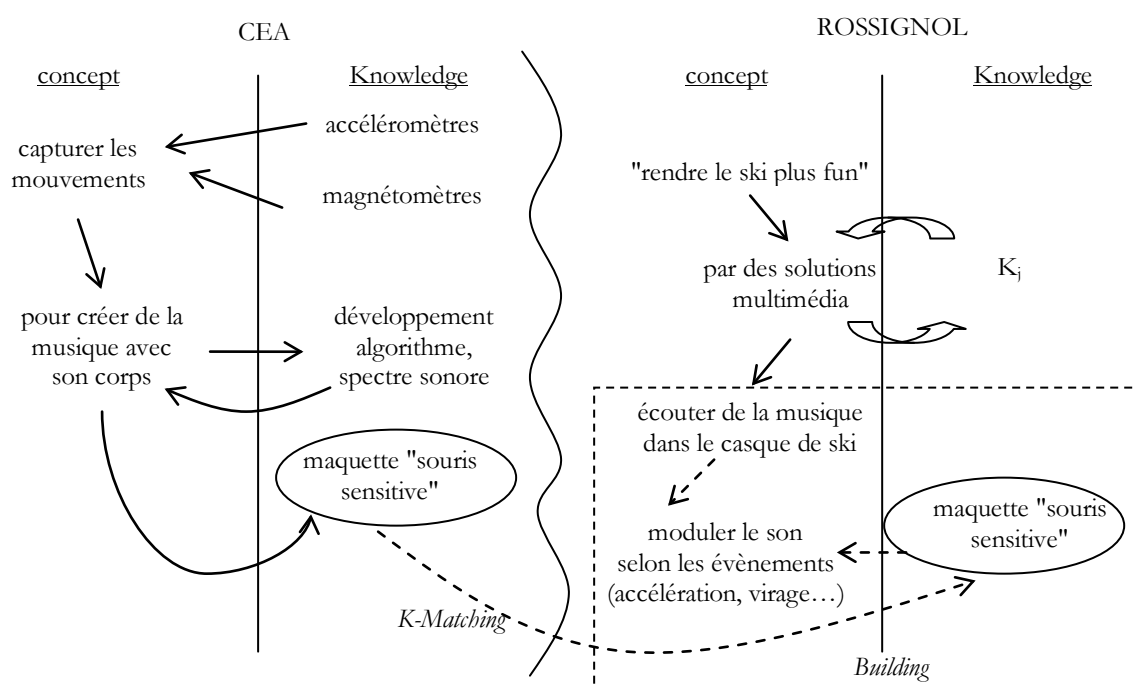 CEA
concept
Knowledge
accéléromètres
capturer les
mouvements
magnétomètres
pour créer de la
musique avec
son corps
développement
algorithme,
spectre sonore
maquette "souris
sensitive"
K-Matching
ROSSIGNOL
concept
Knowledge
"rendre le ski plus fun"
par des solutions
multimédia
Kj
écouter de la musique
dans le casque de ski
moduler le son
selon les évènements
(accélération, virage…)
maquette "souris
sensitive"
Building